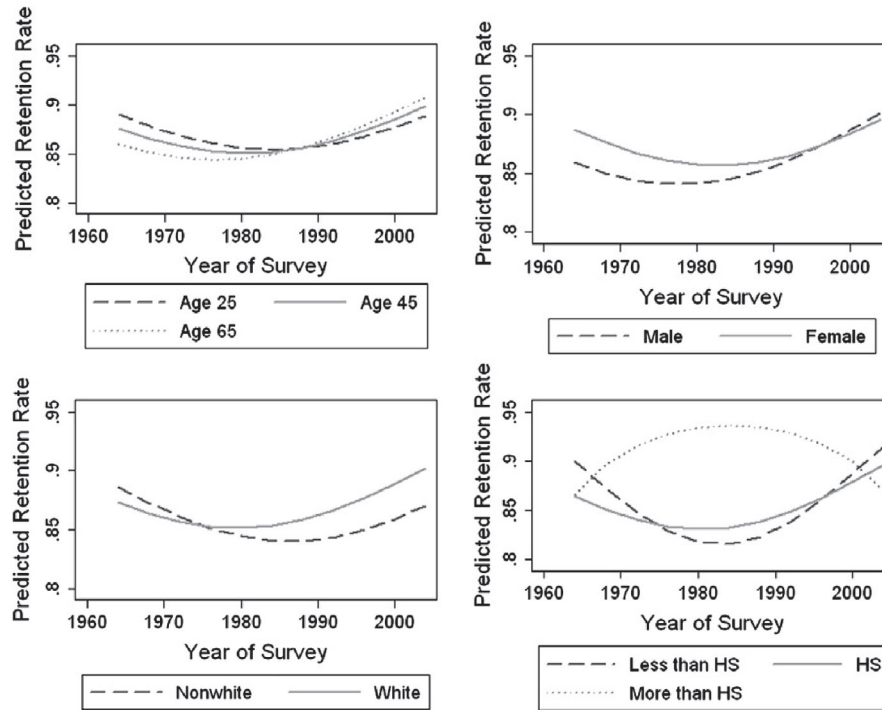 Predicted Retention Rate
.95
.9
.85
.8
1960 1970 1980 1990 2000
Year of Survey
Age 25 Age 45
Age 65
Predicted Retention Rate
.95
.9
.85
.8
1960 1970 1980 1990 2000
Year of Survey
Male Female
Predicted Retention Rate
.95
.9
.85
.8
1960 1970 1980 1990 2000
Year of Survey
Nonwhite White
Predicted Retention Rate
.95
.9
.85
.8
1960 1970 1980 1990 2000
Year of Survey
Less than HS HS
More than HS